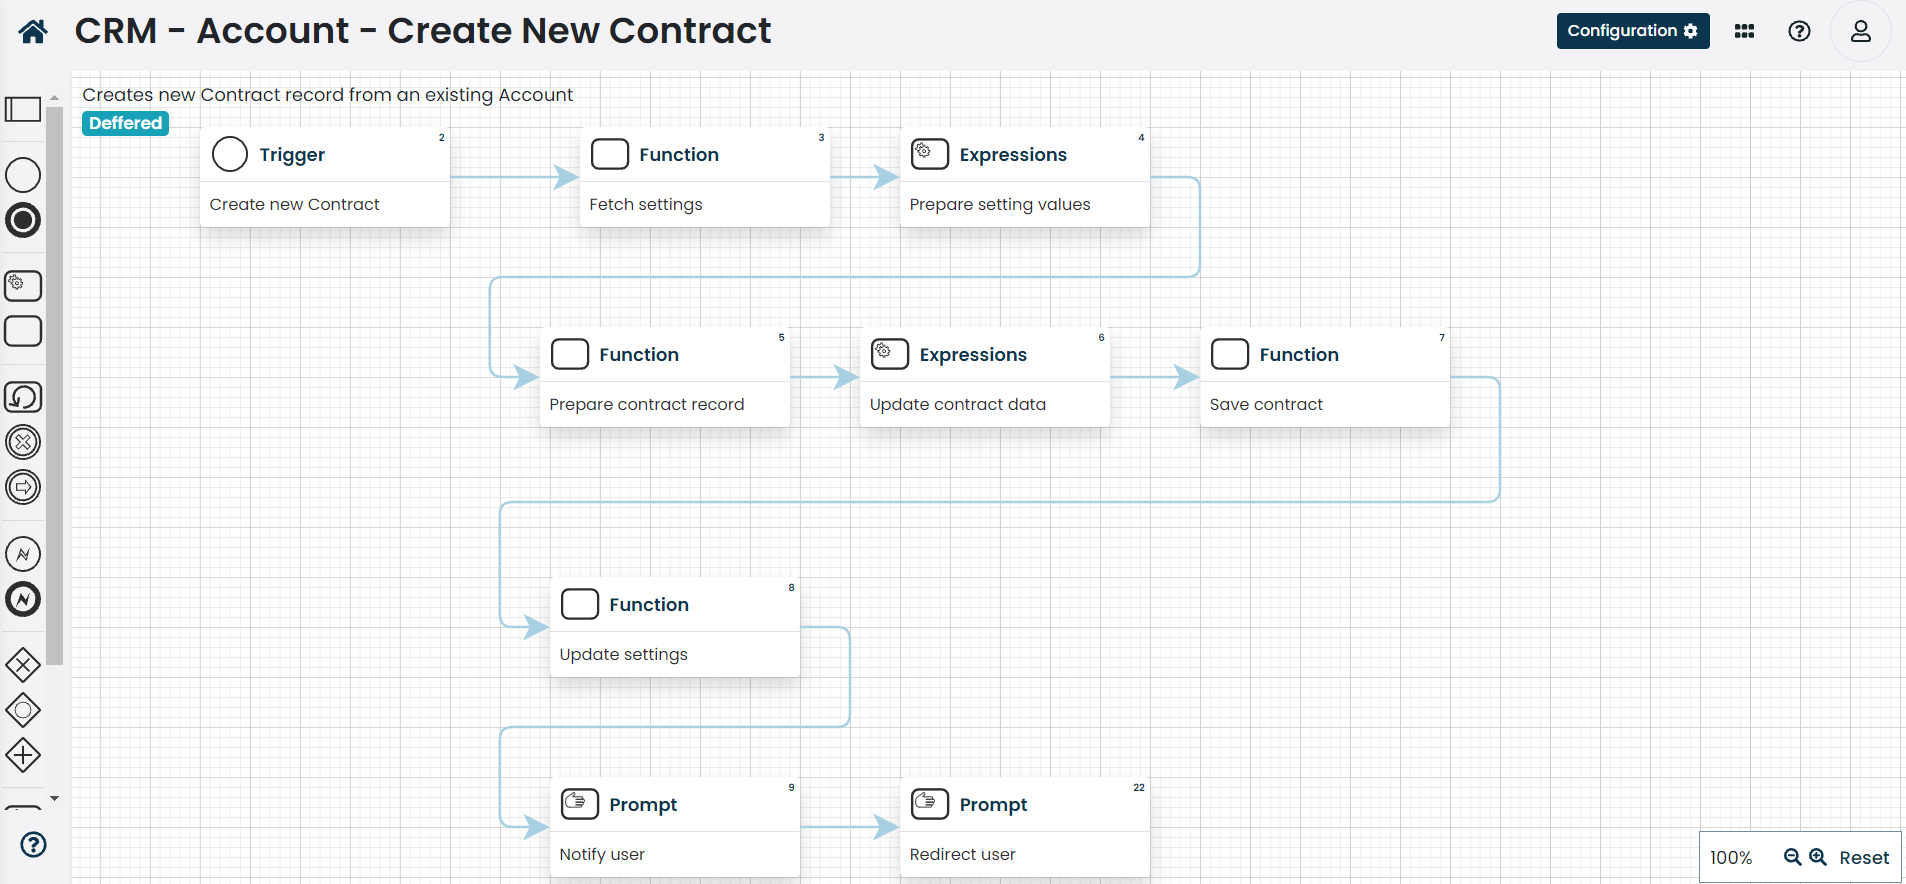 CRM - Account - Create New Contract
Configuration
Creates new Contract record from an existing Account
Deffered
2
Trigger
Create new Contract
3
Function
Fetch settings
4
Expressions
Prepare setting values
5
Function
Prepare contract record
6
Expressions
Update contract data
7
Function
Save contract
8
Function
Update settings
9
Prompt
Notify user
22
Prompt
Redirect user
100%
Reset